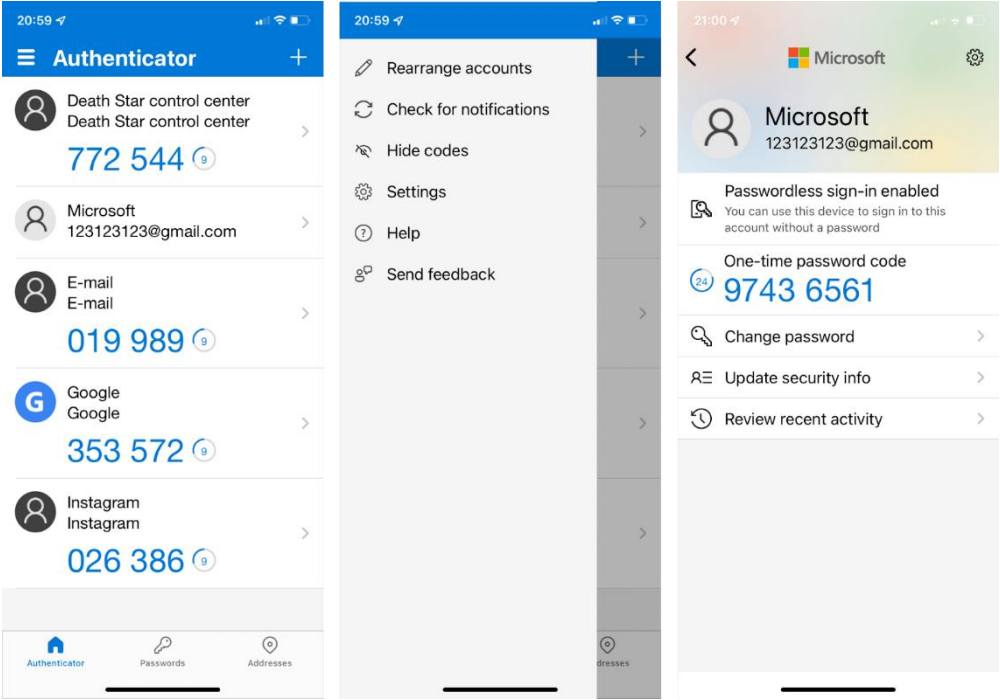 20:59
Authenticator
Death Star control center
Death Star control center
772 544 9
Microsoft
123123123@gmail.com
E-mail
E-mail
019 989 9
G
Google
Google
353 572 9
Instagram
Instagram
026 386 9
Authenticator Passwords Addresses
20:59
Rearrange accounts
Check for notifications
Hide codes
Settings
? Help
Send feedback
dresses
21:00
Microsoft
Microsoft
123123123@gmail.com
Passwordless sign-in enabled
You can use this device to sign in to this
account without a password
One-time password code
24 9743 6561
Change password
Update security info
Review recent activity